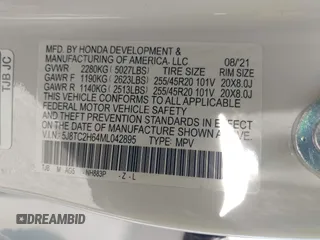 MFD. BY HONDA DEVELOPMENT &
MANUFACTURING OF AMERICA, LLC 08/21
GVWR 2280KG (5027LBS) TIRE SIZE RIM SIZE
GAWR F 1190KG (2623LBS) 255/45R20 101V 20X8.0J
GAWR R 1140KG (2513LBS) 255/45R20 101V 20X8.0J
THIS VEHICLE CONFORMS TO ALL APPLICABLE
FEDERAL MOTOR VEHICLE SAFETY AND
THEFT PREVENTION STANDARDS IN EFFECT ON
THE DATE OF MANUFACTURE SHOWN ABOVE.
V.I.N.: 5J8TC2H64ML042895 TYPE: MPV
TJB M AGS NH883P -Z-L
TJB JC
DREAMBID
DREAMBID